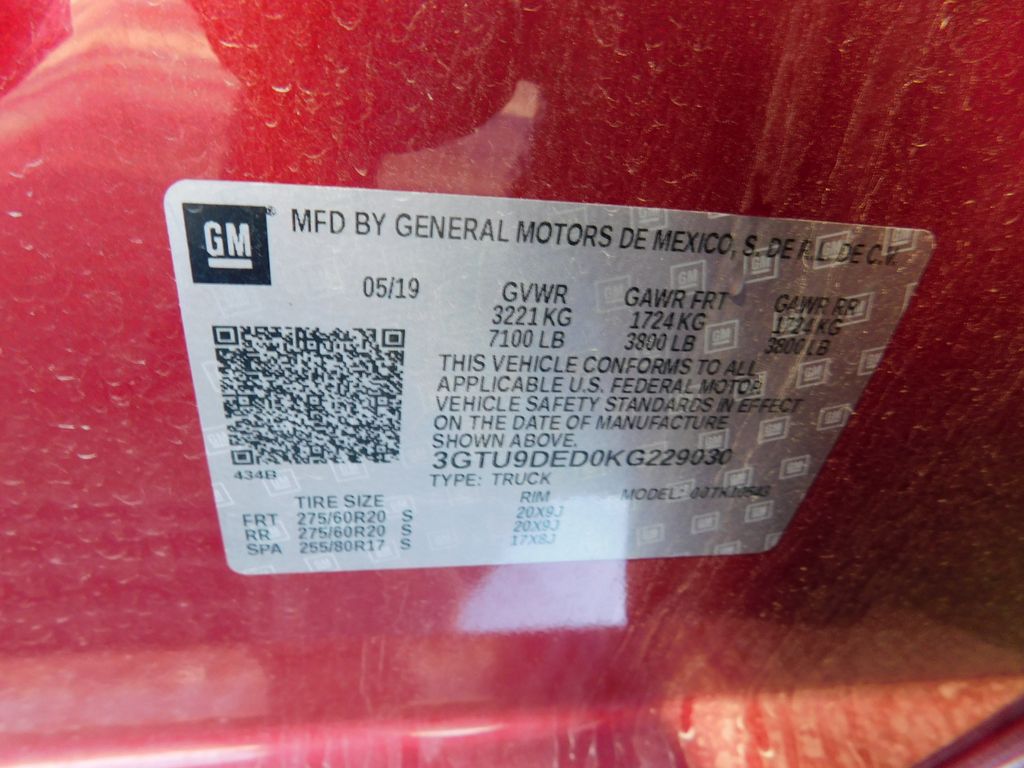 GM
MFD BY GENERAL MOTORS DE MEXICO, S. DE R.L. DE C.V.
05/19 GVWR GAWR FRT GAWR RR
3221 KG 1724 KG 1724 KG
7100 LB 3800 LB 3800 LB
THIS VEHICLE CONFORMS TO ALL
APPLICABLE U.S. FEDERAL MOTOR
VEHICLE SAFETY STANDARDS IN EFFECT
ON THE DATE OF MANUFACTURE
SHOWN ABOVE.
3GTU9DED0KG229030
434B
TYPE: TRUCK
TIRE SIZE RIM MODEL:
FRT 275/60R20 S 20X9J
RR 275/60R20 S 20X9J
SPA 255/80R17 S 17X8J